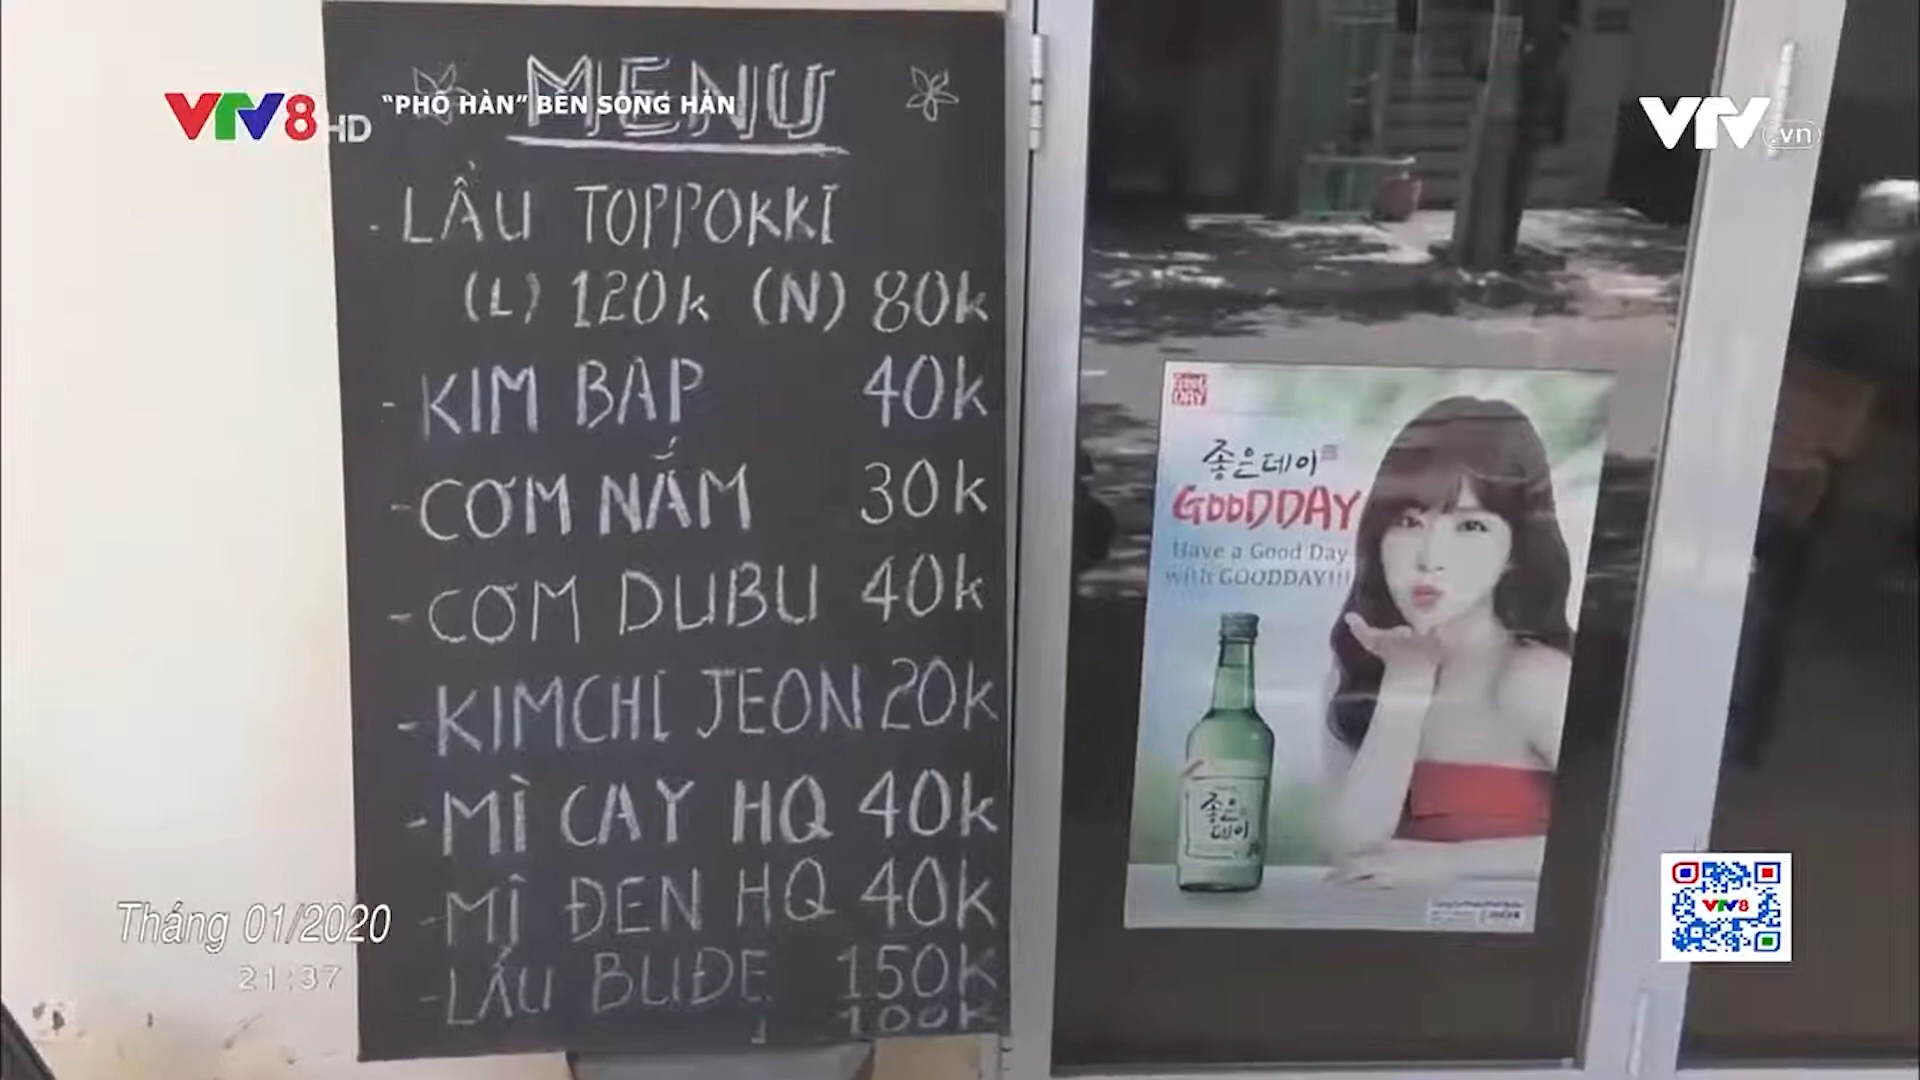 VTV8 HD
“PHỐ HÀN” BÊN SÔNG HÀN
VTV.vn
MENU
- LẨU TOPPOKKI
(L) 120k (N) 80k
- KIM BAP 40k
- CƠM NẮM 30k
- CƠM DUBU 40k
- KIMCHI JEON 20k
- MÌ CAY HQ 40k
- MÌ ĐEN HQ 40k
- LẨU BUĐE 150K
100K
GOOD DAY
좋은데이
GOODDAY
Have a Good Day
with GOODDAY!!!
좋은
데이
Tháng 01/2020
21:37
VTV8